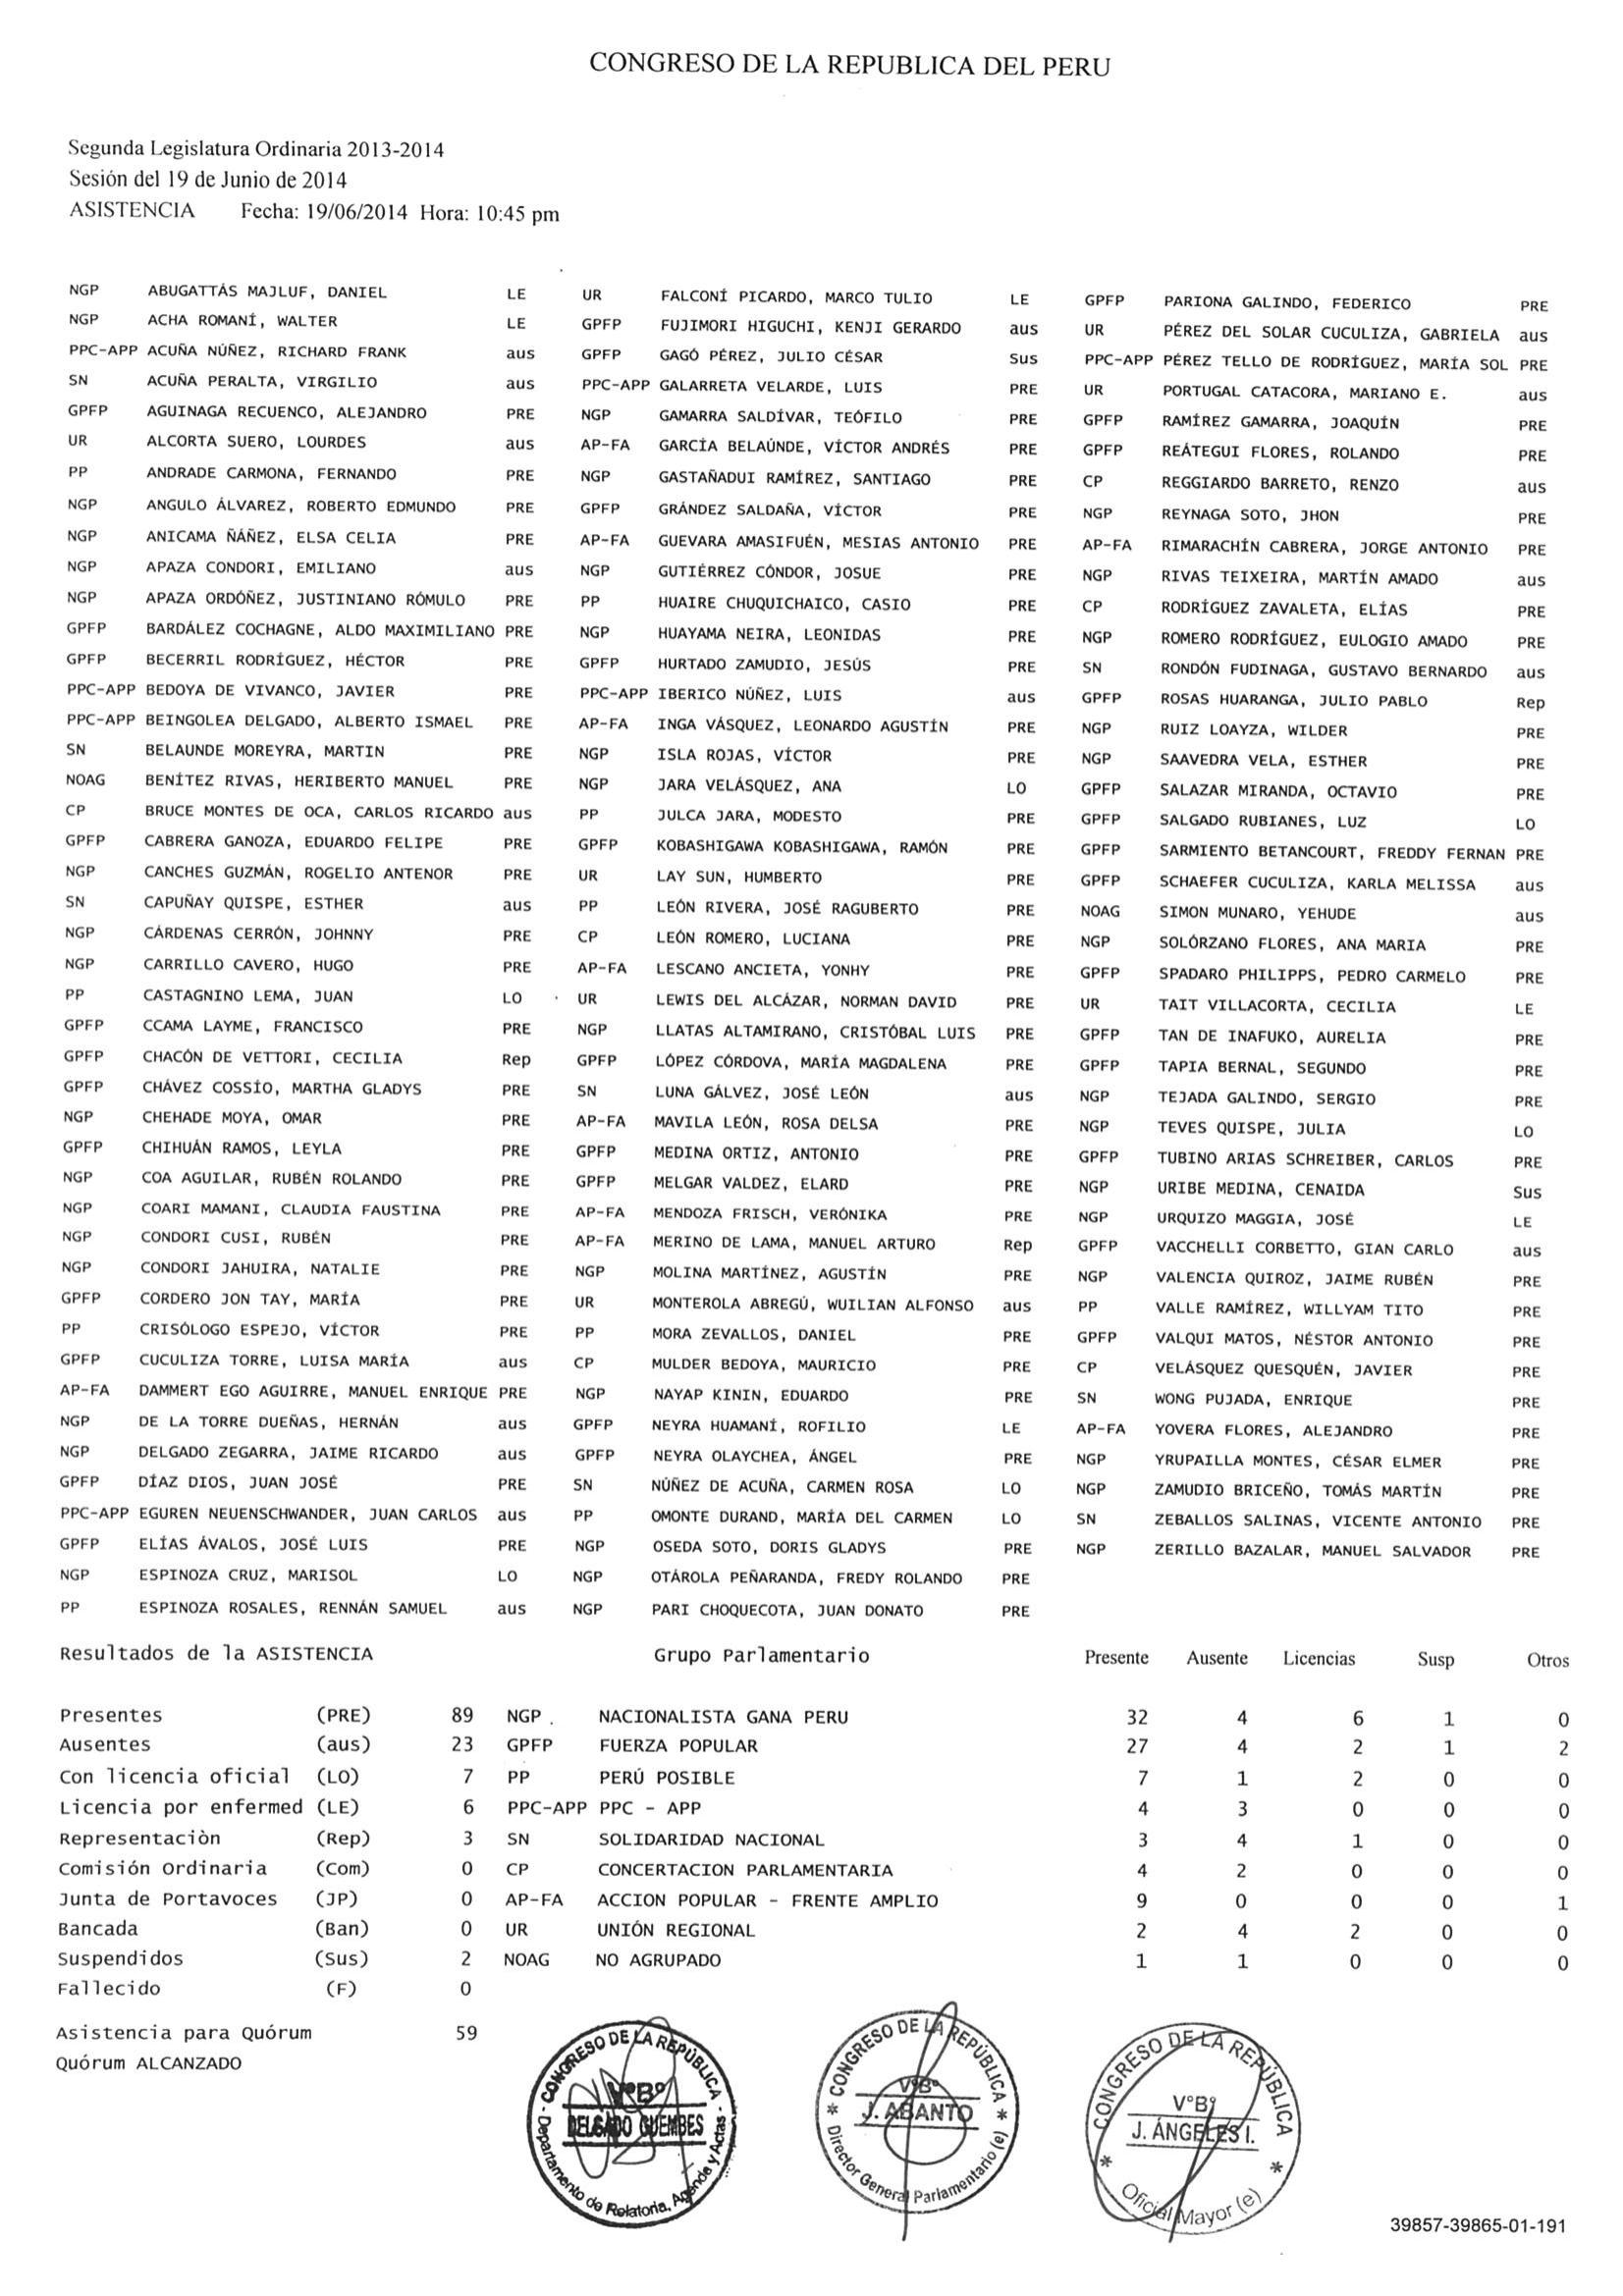 CONGRESO DE LA REPUBLICA DEL PERU
Segunda Legislatura Ordinaria 2013-2014
Sesión del 19 de Junio de 2014
ASISTENCIA Fecha: 19/06/2014 Hora: 10:45 pm
NGP ABUGATTÁS MAJLUF, DANIEL LE UR FALCONÍ PICARDO, MARCO TULIO LE GPFP PARIONA GALINDO, FEDERICO PRE
NGP ACHA ROMANÍ, WALTER LE GPFP FUJIMORI HIGUCHI, KENJI GERARDO aus UR PÉREZ DEL SOLAR CUCULIZA, GABRIELA aus
PPC-APP ACUÑA NÚÑEZ, RICHARD FRANK aus GPFP GAGÓ PÉREZ, JULIO CÉSAR Sus PPC-APP PÉREZ TELLO DE RODRÍGUEZ, MARÍA SOL PRE
SN ACUÑA PERALTA, VIRGILIO aus PPC-APP GALARRETA VELARDE, LUIS PRE UR PORTUGAL CATACORA, MARIANO E. aus
GPFP AGUINAGA RECUENCO, ALEJANDRO PRE NGP GAMARRA SALDÍVAR, TEÓFILO PRE GPFP RAMÍREZ GAMARRA, JOAQUÍN PRE
UR ALCORTA SUERO, LOURDES aus AP-FA GARCÍA BELAÚNDE, VÍCTOR ANDRÉS PRE GPFP REÁTEGUI FLORES, ROLANDO PRE
PP ANDRADE CARMONA, FERNANDO PRE NGP GASTAÑADUI RAMÍREZ, SANTIAGO PRE CP REGGIARDO BARRETO, RENZO aus
NGP ANGULO ÁLVAREZ, ROBERTO EDMUNDO PRE GPFP GRÁNDEZ SALDAÑA, VÍCTOR PRE NGP REYNAGA SOTO, JHON PRE
NGP ANICAMA ÑÁÑEZ, ELSA CELIA PRE AP-FA GUEVARA AMASIFUÉN, MESIAS ANTONIO PRE AP-FA RIMARACHÍN CABRERA, JORGE ANTONIO PRE
NGP APAZA CONDORI, EMILIANO aus NGP GUTIÉRREZ CÓNDOR, JOSUE PRE NGP RIVAS TEIXEIRA, MARTÍN AMADO aus
NGP APAZA ORDÓÑEZ, JUSTINIANO RÓMULO PRE PP HUAIRE CHUQUICHAICO, CASIO PRE CP RODRÍGUEZ ZAVALETA, ELÍAS PRE
GPFP BARDÁLEZ COCHAGNE, ALDO MAXIMILIANO PRE NGP HUAYAMA NEIRA, LEONIDAS PRE NGP ROMERO RODRÍGUEZ, EULOGIO AMADO PRE
GPFP BECERRIL RODRÍGUEZ, HÉCTOR PRE GPFP HURTADO ZAMUDIO, JESÚS PRE SN RONDÓN FUDINAGA, GUSTAVO BERNARDO aus
PPC-APP BEDOYA DE VIVANCO, JAVIER PRE PPC-APP IBERICO NÚÑEZ, LUIS aus GPFP ROSAS HUARANGA, JULIO PABLO Rep
PPC-APP BEINGOLEA DELGADO, ALBERTO ISMAEL PRE AP-FA INGA VÁSQUEZ, LEONARDO AGUSTÍN PRE NGP RUIZ LOAYZA, WILDER PRE
SN BELAUNDE MOREYRA, MARTIN PRE NGP ISLA ROJAS, VÍCTOR PRE NGP SAAVEDRA VELA, ESTHER PRE
NOAG BENÍTEZ RIVAS, HERIBERTO MANUEL PRE NGP JARA VELÁSQUEZ, ANA LO GPFP SALAZAR MIRANDA, OCTAVIO PRE
CP BRUCE MONTES DE OCA, CARLOS RICARDO aus PP JULCA JARA, MODESTO PRE GPFP SALGADO RUBIANES, LUZ LO
GPFP CABRERA GANOZA, EDUARDO FELIPE PRE GPFP KOBASHIGAWA KOBASHIGAWA, RAMÓN PRE GPFP SARMIENTO BETANCOURT, FREDDY FERNAN PRE
NGP CANCHES GUZMÁN, ROGELIO ANTENOR PRE UR LAY SUN, HUMBERTO PRE GPFP SCHAEFER CUCULIZA, KARLA MELISSA aus
SN CAPUÑAY QUISPE, ESTHER aus PP LEÓN RIVERA, JOSÉ RAGUBERTO PRE NOAG SIMON MUNARO, YEHUDE aus
NGP CÁRDENAS CERRÓN, JOHNNY PRE CP LEÓN ROMERO, LUCIANA PRE NGP SOLÓRZANO FLORES, ANA MARIA PRE
NGP CARRILLO CAVERO, HUGO PRE AP-FA LESCANO ANCIETA, YONHY PRE GPFP SPADARO PHILIPPS, PEDRO CARMELO PRE
PP CASTAGNINO LEMA, JUAN LO UR LEWIS DEL ALCÁZAR, NORMAN DAVID PRE UR TAIT VILLACORTA, CECILIA LE
GPFP CCAMA LAYME, FRANCISCO PRE NGP LLATAS ALTAMIRANO, CRISTÓBAL LUIS PRE GPFP TAN DE INAFUKO, AURELIA PRE
GPFP CHACÓN DE VETTORI, CECILIA Rep GPFP LÓPEZ CÓRDOVA, MARÍA MAGDALENA PRE GPFP TAPIA BERNAL, SEGUNDO PRE
GPFP CHÁVEZ COSSÍO, MARTHA GLADYS PRE SN LUNA GÁLVEZ, JOSÉ LEÓN aus NGP TEJADA GALINDO, SERGIO PRE
NGP CHEHADE MOYA, OMAR PRE AP-FA MAVILA LEÓN, ROSA DELSA PRE NGP TEVES QUISPE, JULIA LO
GPFP CHIHUÁN RAMOS, LEYLA PRE GPFP MEDINA ORTIZ, ANTONIO PRE GPFP TUBINO ARIAS SCHREIBER, CARLOS PRE
NGP COA AGUILAR, RUBÉN ROLANDO PRE GPFP MELGAR VALDEZ, ELARD PRE NGP URIBE MEDINA, CENAIDA Sus
NGP COARI MAMANI, CLAUDIA FAUSTINA PRE AP-FA MENDOZA FRISCH, VERÓNIKA PRE NGP URQUIZO MAGGIA, JOSÉ LE
NGP CONDORI CUSI, RUBÉN PRE AP-FA MERINO DE LAMA, MANUEL ARTURO Rep GPFP VACCHELLI CORBETTO, GIAN CARLO aus
NGP CONDORI JAHUIRA, NATALIE PRE NGP MOLINA MARTÍNEZ, AGUSTÍN PRE NGP VALENCIA QUIROZ, JAIME RUBÉN PRE
GPFP CORDERO JON TAY, MARÍA PRE UR MONTEROLA ABREGÚ, WUILIAN ALFONSO aus PP VALLE RAMÍREZ, WILLYAM TITO PRE
PP CRISÓLOGO ESPEJO, VÍCTOR PRE PP MORA ZEVALLOS, DANIEL PRE GPFP VALQUI MATOS, NÉSTOR ANTONIO PRE
GPFP CUCULIZA TORRE, LUISA MARÍA aus CP MULDER BEDOYA, MAURICIO PRE CP VELÁSQUEZ QUESQUÉN, JAVIER PRE
AP-FA DAMMERT EGO AGUIRRE, MANUEL ENRIQUE PRE NGP NAYAP KININ, EDUARDO PRE SN WONG PUJADA, ENRIQUE PRE
NGP DE LA TORRE DUEÑAS, HERNÁN aus GPFP NEYRA HUAMANÍ, ROFILIO LE AP-FA YOVERA FLORES, ALEJANDRO PRE
NGP DELGADO ZEGARRA, JAIME RICARDO aus GPFP NEYRA OLAYCHEA, ÁNGEL PRE NGP YRUPAILLA MONTES, CÉSAR ELMER PRE
GPFP DÍAZ DIOS, JUAN JOSÉ PRE SN NÚÑEZ DE ACUÑA, CARMEN ROSA LO NGP ZAMUDIO BRICEÑO, TOMÁS MARTÍN PRE
PPC-APP EGUREN NEUENSCHWANDER, JUAN CARLOS aus PP OMONTE DURAND, MARÍA DEL CARMEN LO SN ZEBALLOS SALINAS, VICENTE ANTONIO PRE
GPFP ELÍAS ÁVALOS, JOSÉ LUIS PRE NGP OSEDA SOTO, DORIS GLADYS PRE NGP ZERILLO BAZALAR, MANUEL SALVADOR PRE
NGP ESPINOZA CRUZ, MARISOL LO NGP OTÁROLA PEÑARANDA, FREDY ROLANDO PRE
PP ESPINOZA ROSALES, RENNÁN SAMUEL aus NGP PARI CHOQUECOTA, JUAN DONATO PRE
Resultados de la ASISTENCIA Grupo Parlamentario Presente Ausente Licencias Susp Otros
Presentes (PRE) 89 NGP . NACIONALISTA GANA PERU 32 4 6 1 0
Ausentes (aus) 23 GPFP FUERZA POPULAR 27 4 2 1 2
Con licencia oficial (LO) 7 PP PERÚ POSIBLE 7 1 2 0 0
Licencia por enfermed (LE) 6 PPC-APP PPC - APP 4 3 0 0 0
Representaciòn (Rep) 3 SN SOLIDARIDAD NACIONAL 3 4 1 0 0
Comisión Ordinaria (Com) 0 CP CONCERTACION PARLAMENTARIA 4 2 0 0 0
Junta de Portavoces (JP) 0 AP-FA ACCION POPULAR - FRENTE AMPLIO 9 0 0 0 1
Bancada (Ban) 0 UR UNIÓN REGIONAL 2 4 2 0 0
Suspendidos (Sus) 2 NOAG NO AGRUPADO 1 1 0 0 0
Fallecido (F) 0
Asistencia para Quórum 59
Quórum ALCANZADO
- CONGRESO DE LA REPÚBLICA -
V°B°
DELGADO GUEMBES
Departamento de Relatoría, Agenda y Actas
* CONGRESO DE LA REPÚBLICA *
V°B°
J. ABANTO
Director General Parlamentario (e)
* CONGRESO DE LA REPÚBLICA *
V°B°
J. ÁNGELES I.
Oficial Mayor (e)
39857-39865-01-191